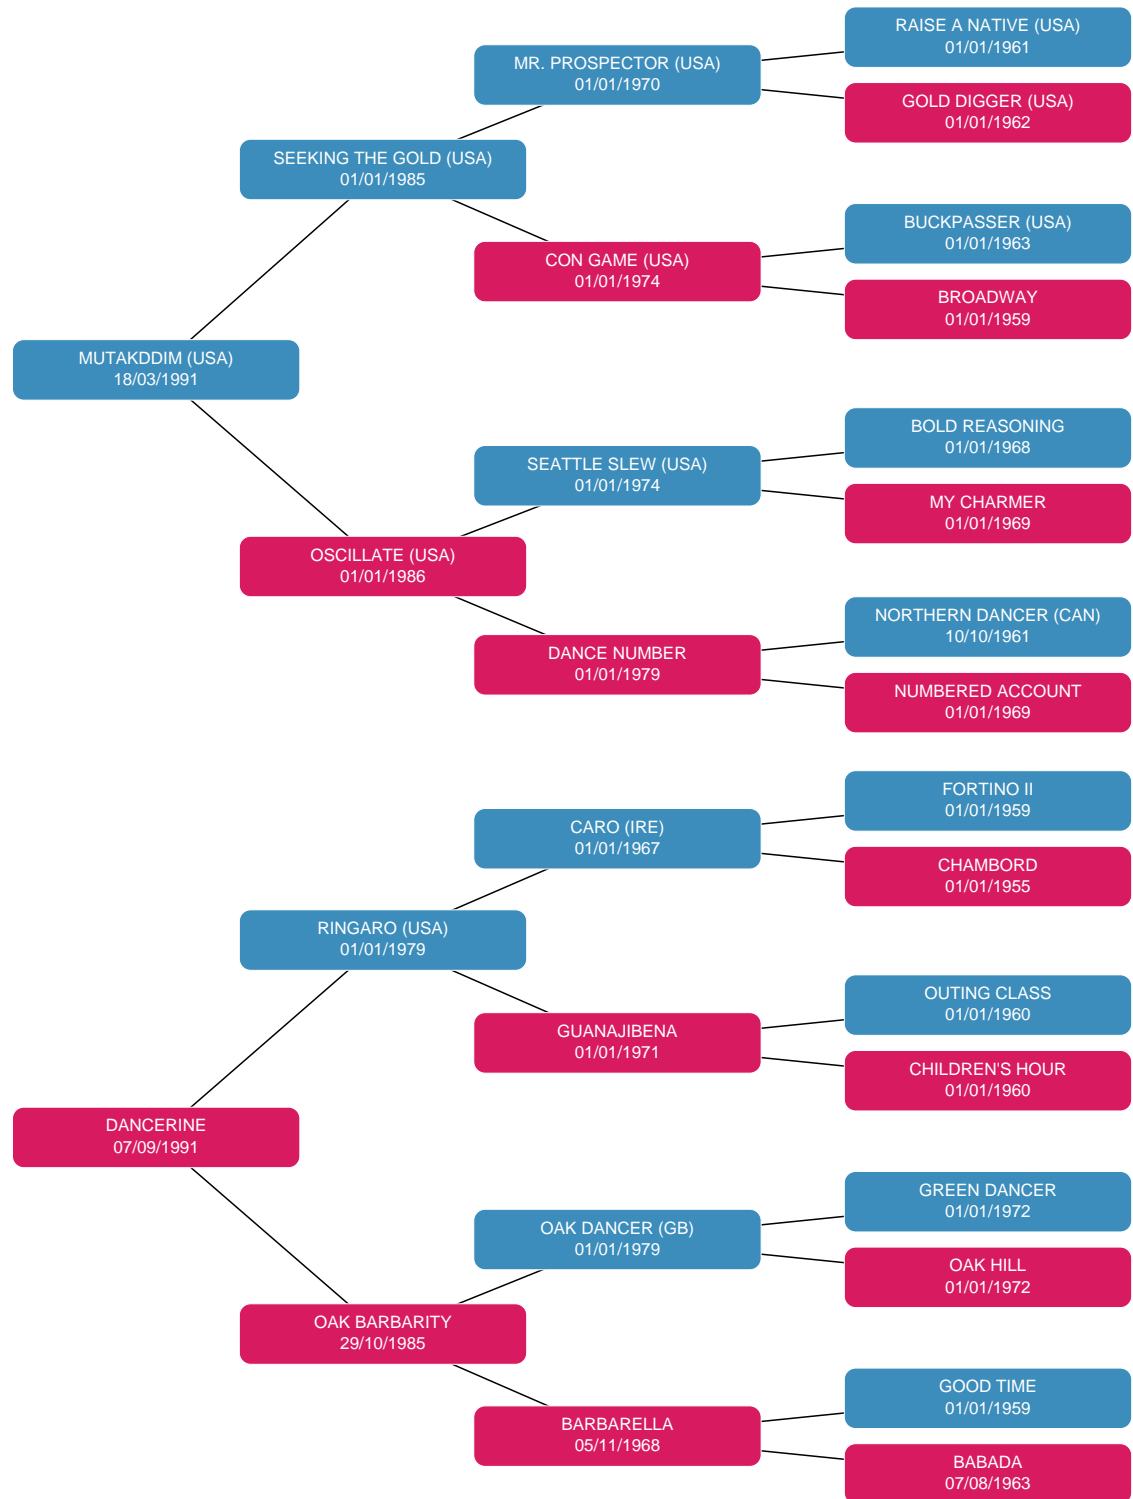 RAISE A NATIVE (USA)
01/01/1961
MR. PROSPECTOR (USA)
01/01/1970
GOLD DIGGER (USA)
01/01/1962
SEEKING THE GOLD (USA)
01/01/1985
BUCKPASSER (USA)
01/01/1963
CON GAME (USA)
01/01/1974
BROADWAY
01/01/1959
MUTAKDDIM (USA)
18/03/1991
BOLD REASONING
01/01/1968
SEATTLE SLEW (USA)
01/01/1974
MY CHARMER
01/01/1969
OSCILLATE (USA)
01/01/1986
NORTHERN DANCER (CAN)
10/10/1961
DANCE NUMBER
01/01/1979
NUMBERED ACCOUNT
01/01/1969
FORTINO II
01/01/1959
CARO (IRE)
01/01/1967
CHAMBORD
01/01/1955
RINGARO (USA)
01/01/1979
OUTING CLASS
01/01/1960
GUANAJIBENA
01/01/1971
CHILDREN'S HOUR
01/01/1960
DANCERINE
07/09/1991
GREEN DANCER
01/01/1972
OAK DANCER (GB)
01/01/1979
OAK HILL
01/01/1972
OAK BARBARITY
29/10/1985
GOOD TIME
01/01/1959
BARBARELLA
05/11/1968
BABADA
07/08/1963